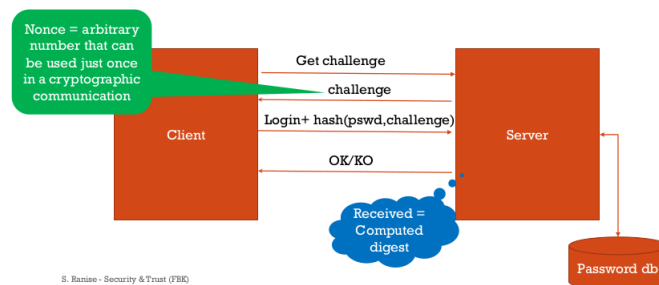 Nonce = arbitrary
number that can
be used just once
in a cryptographic
communication
Get challenge
challenge
Client
Login+ hash(pswd,challenge)
Server
OK/KO
Received =
Computed
digest
Password db
S. Ranise - Security & Trust (FBK)